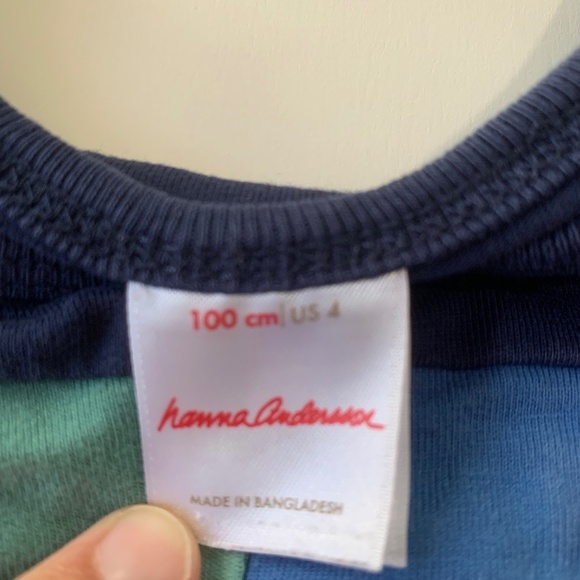 100 cm | US 4
hanna andersson
MADE IN BANGLADESH